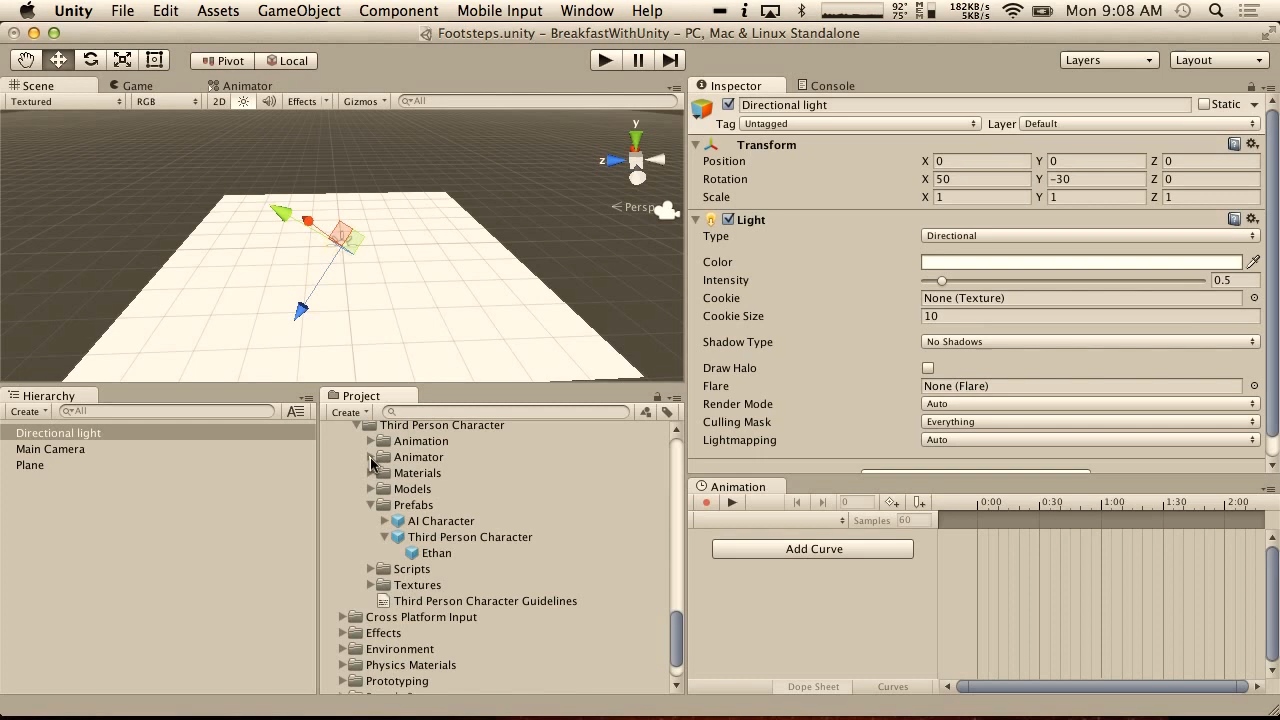 Unity File Edit Assets GameObject Component Mobile Input Window Help 92° 75° 182KB/s 5KB/s Mon 9:08 AM
Footsteps.unity - BreakfastWithUnity - PC, Mac & Linux Standalone
Pivot Local Layers Layout
Scene Game Animator Inspector Console
Textured RGB 2D Effects Gizmos All
Directional light Static
Tag Untagged Layer Default
y
z
Persp
Transform
Position X 0 Y 0 Z 0
Rotation X 50 Y -30 Z 0
Scale X 1 Y 1 Z 1
Light
Type Directional
Color
Intensity 0.5
Cookie None (Texture)
Cookie Size 10
Shadow Type No Shadows
Draw Halo
Flare None (Flare)
Render Mode Auto
Culling Mask Everything
Lightmapping Auto
Hierarchy
Create All
Directional light
Main Camera
Plane
Project
Create
Third Person Character
Animation
Animator
Materials
Models
Prefabs
AI Character
Third Person Character
Ethan
Scripts
Textures
Third Person Character Guidelines
Cross Platform Input
Effects
Environment
Physics Materials
Prototyping
Animation
0 0:00 0:30 1:00 1:30 2:00
Samples 60
Add Curve
Dope Sheet Curves